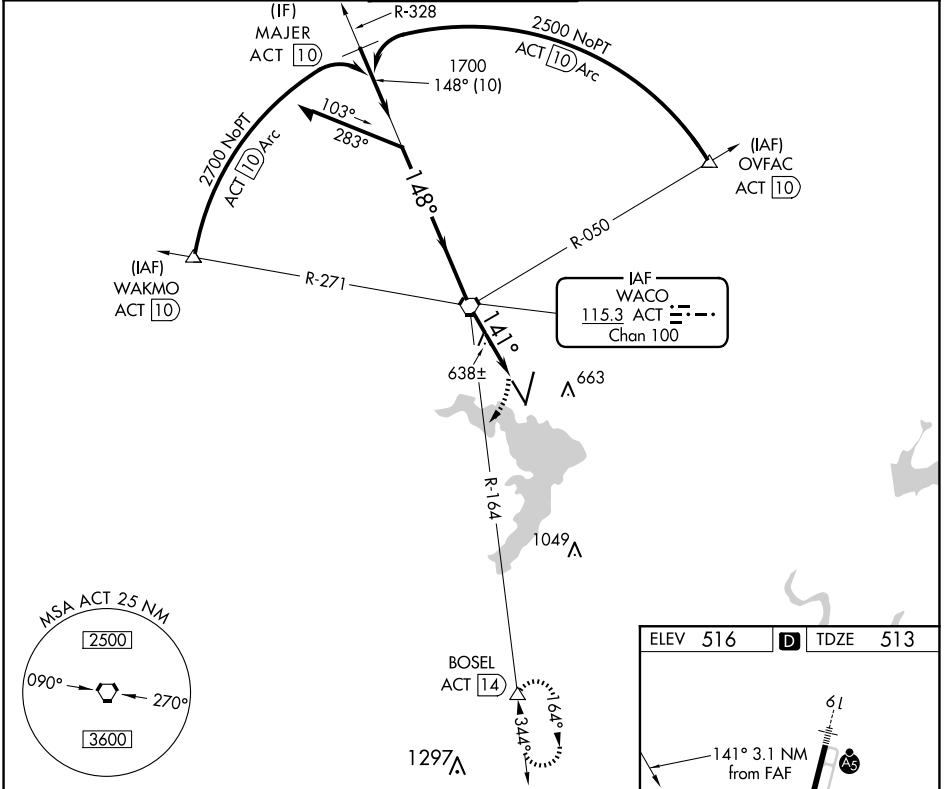 (IF)
MAJER
ACT 10
R-328
2500 NoPT
ACT 10 Arc
1700
148° (10)
103°
283°
2700 NoPT
ACT 10 Arc
148°
(IAF)
OVFAC
ACT 10
R-050
(IAF)
WAKMO
ACT 10
R-271
IAF
WACO
115.3 ACT
Chan 100
141°
638±
663
R-164
1049
MSA ACT 25 NM
2500
090°
270°
3600
BOSEL
ACT 14
164°
344°
1297
ELEV 516 D TDZE 513
19
141° 3.1 NM
from FAF
A5